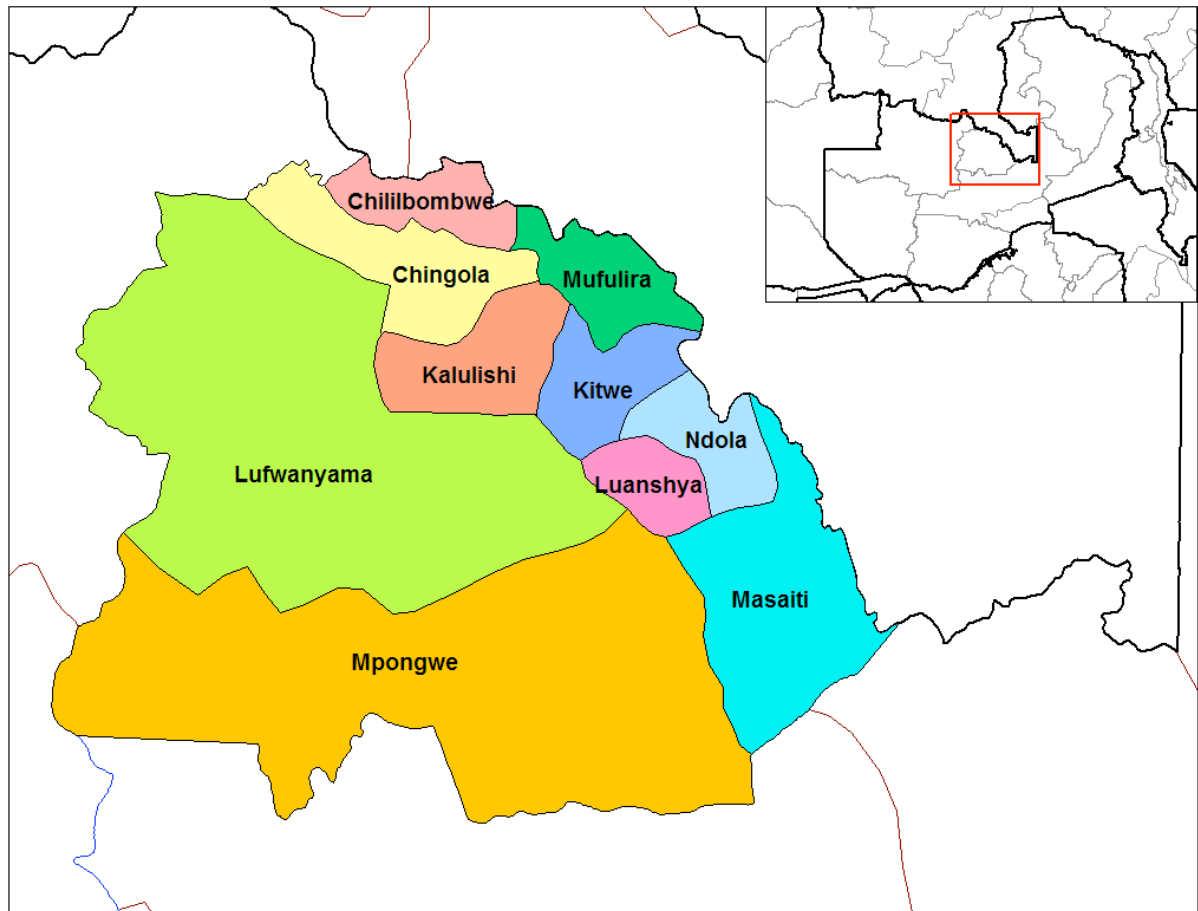 Chililbombwe
Chingola
Mufulira
Kalulishi
Kitwe
Ndola
Lufwanyama
Luanshya
Masaiti
Mpongwe